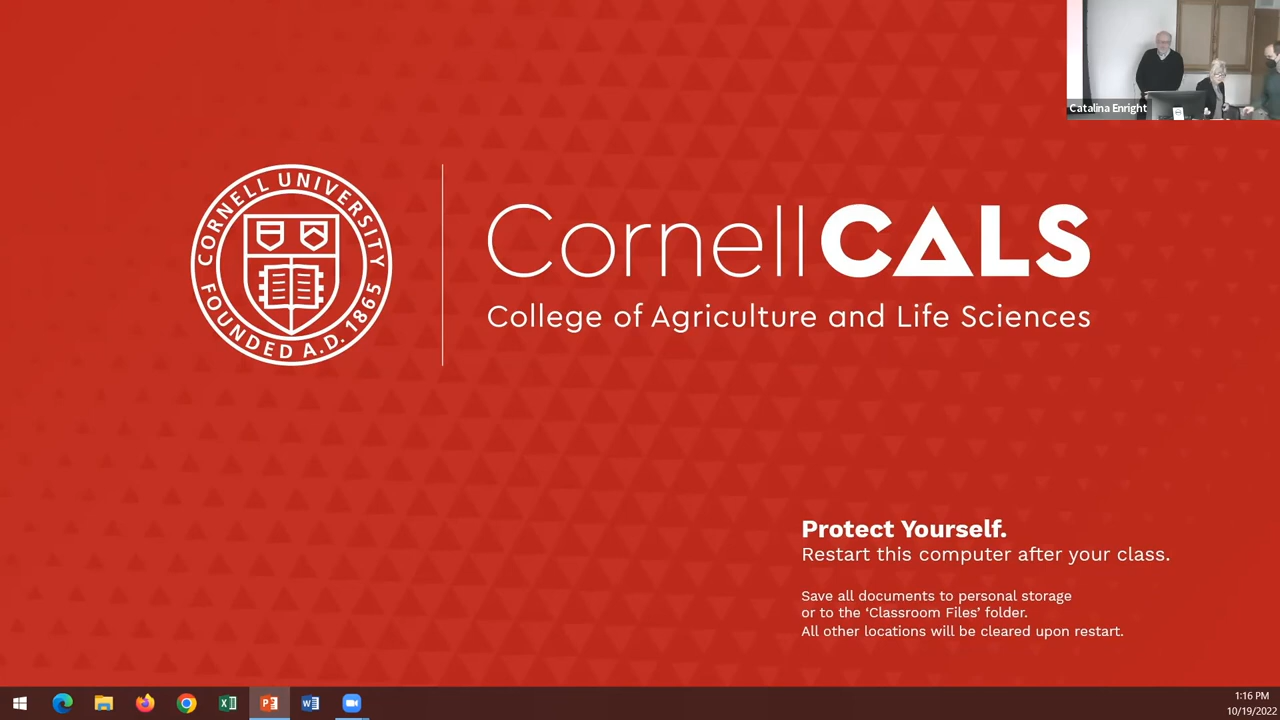 Catalina Enright
CORNELL UNIVERSITY
FOUNDED A.D. 1865
CornellCALS
College of Agriculture and Life Sciences
Protect Yourself.
Restart this computer after your class.
Save all documents to personal storage
or to the ‘Classroom Files’ folder.
All other locations will be cleared upon restart.
1:16 PM
10/19/2022